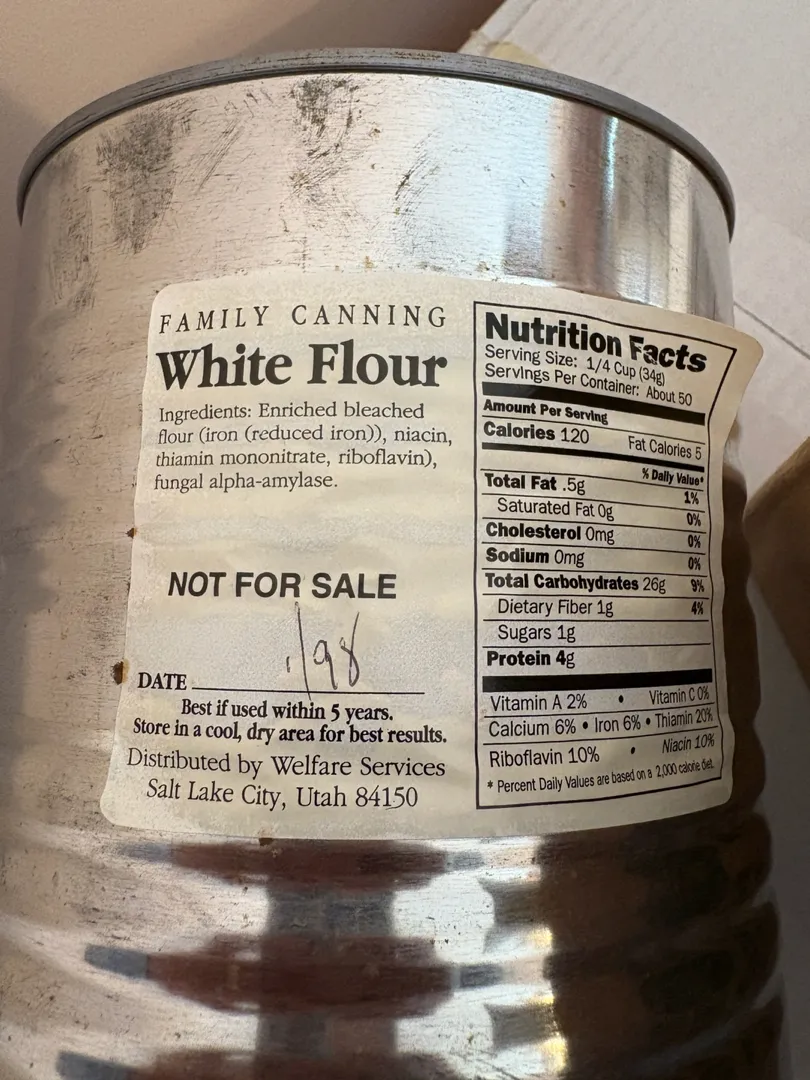 FAMILY CANNING
White Flour
Ingredients: Enriched bleached
flour (iron (reduced iron)), niacin,
thiamin mononitrate, riboflavin),
fungal alpha-amylase.
NOT FOR SALE
DATE 1/98
Best if used within 5 years.
Store in a cool, dry area for best results.
Distributed by Welfare Services
Salt Lake City, Utah 84150
Nutrition Facts
Serving Size: 1/4 Cup (34g)
Servings Per Container: About 50
Amount Per Serving
Calories 120 Fat Calories 5
% Daily Value*
Total Fat .5g 1%
Saturated Fat 0g 0%
Cholesterol 0mg 0%
Sodium 0mg 0%
Total Carbohydrates 26g 9%
Dietary Fiber 1g 4%
Sugars 1g
Protein 4g
Vitamin A 2% • Vitamin C 0%
Calcium 6% • Iron 6% • Thiamin 20%
Riboflavin 10% • Niacin 10%
* Percent Daily Values are based on a 2,000 calorie diet.